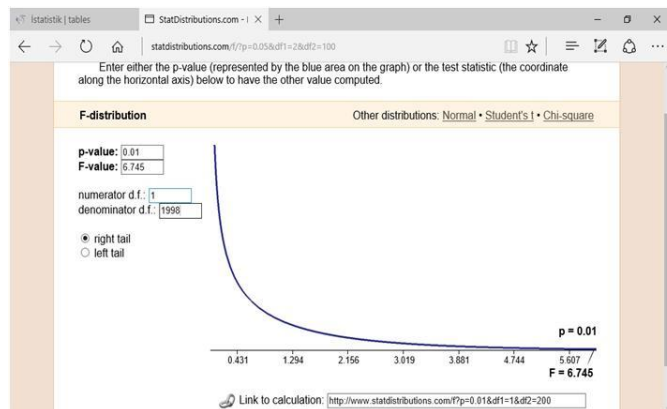 istatistik | tables
StatDistributions.com - I
statdistributions.com/f/?p=0.05&df1=2&df2=100
Enter either the p-value (represented by the blue area on the graph) or the test statistic (the coordinate
along the horizontal axis) below to have the other value computed.
F-distribution
Other distributions: Normal • Student's t • Chi-square
p-value: 0.01
F-value: 6.745
numerator d.f.: 1
denominator d.f.: 1998
right tail
left tail
p = 0.01
0.431 1.294 2.156 3.019 3.881 4.744 5.607
F = 6.745
Link to calculation: http://www.statdistributions.com/f?p=0.01&df1=1&df2=200